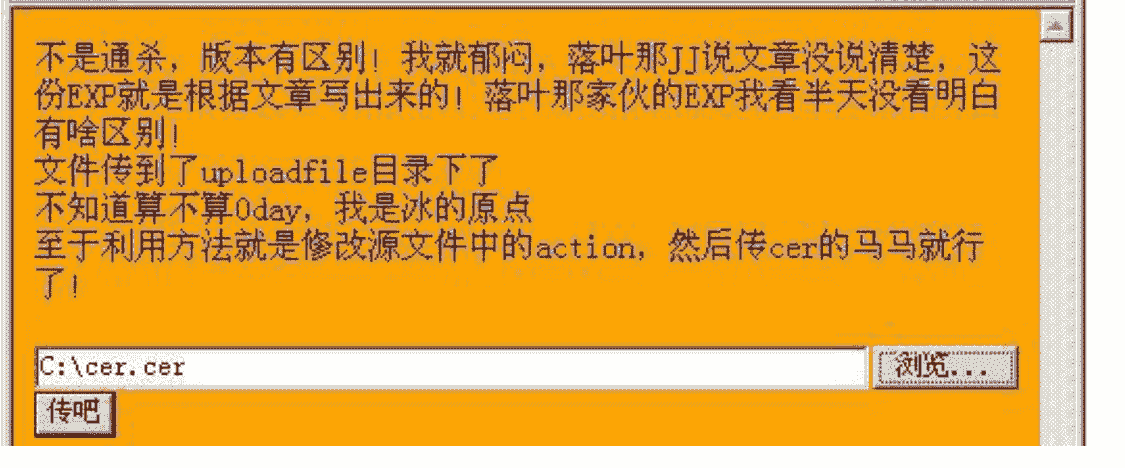 不是通杀，版本有区别！我就郁闷，落叶那JJ说文章没说清楚，这
份EXP就是根据文章写出来的！落叶那家伙的EXP我看半天没看明白
有啥区别！
文件传到了uploadfile目录下了
不知道算不算0day，我是冰的原点
至于利用方法就是修改源文件中的action，然后传cer的马马就行
了！
C:\cer.cer 浏览...
传吧